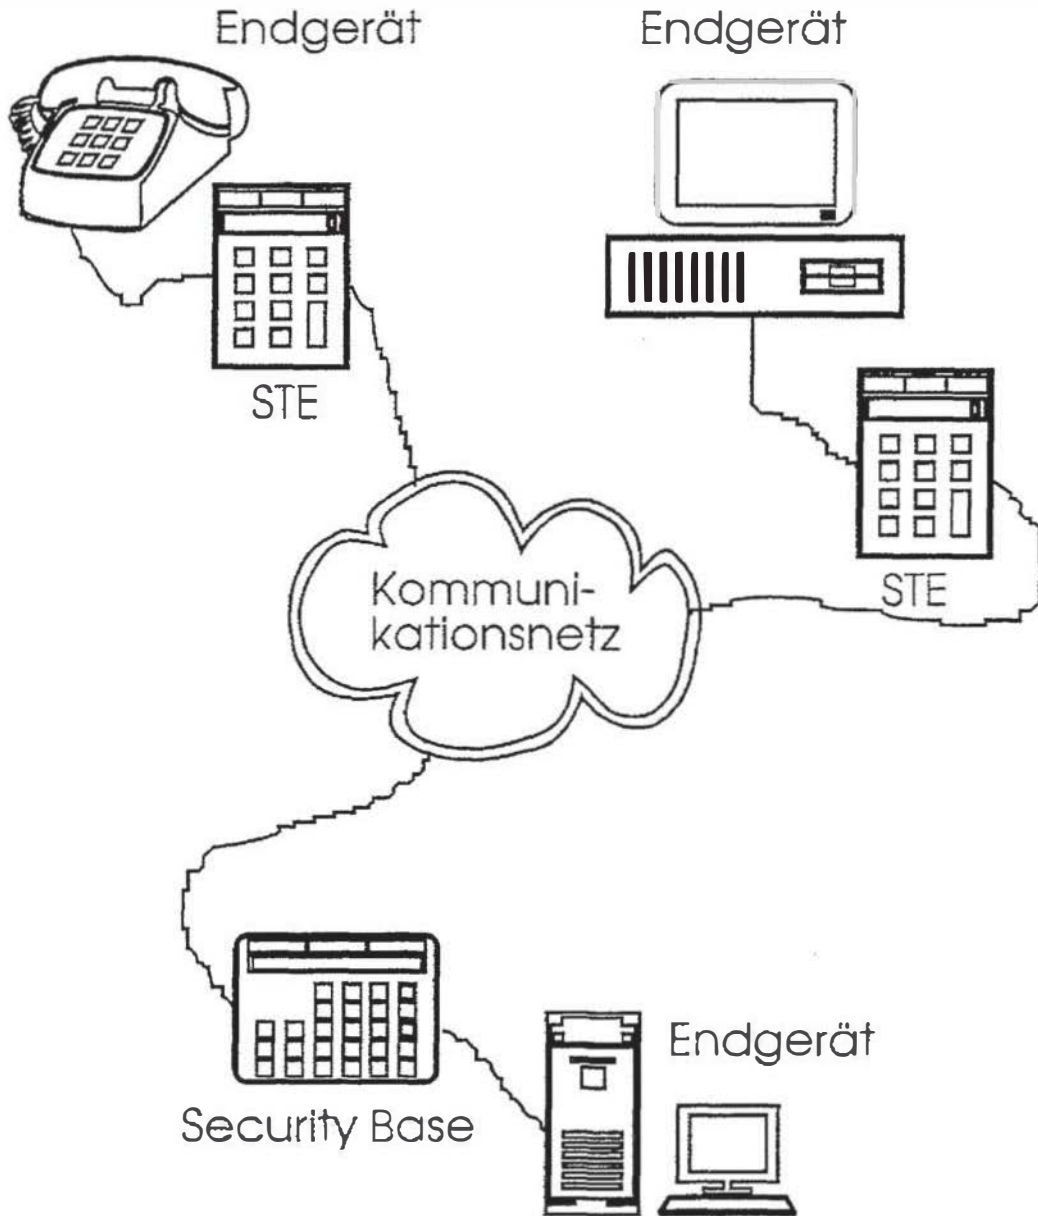 Endgerät
Endgerät
STE
STE
Kommuni-
kationsnetz
Security Base
Endgerät